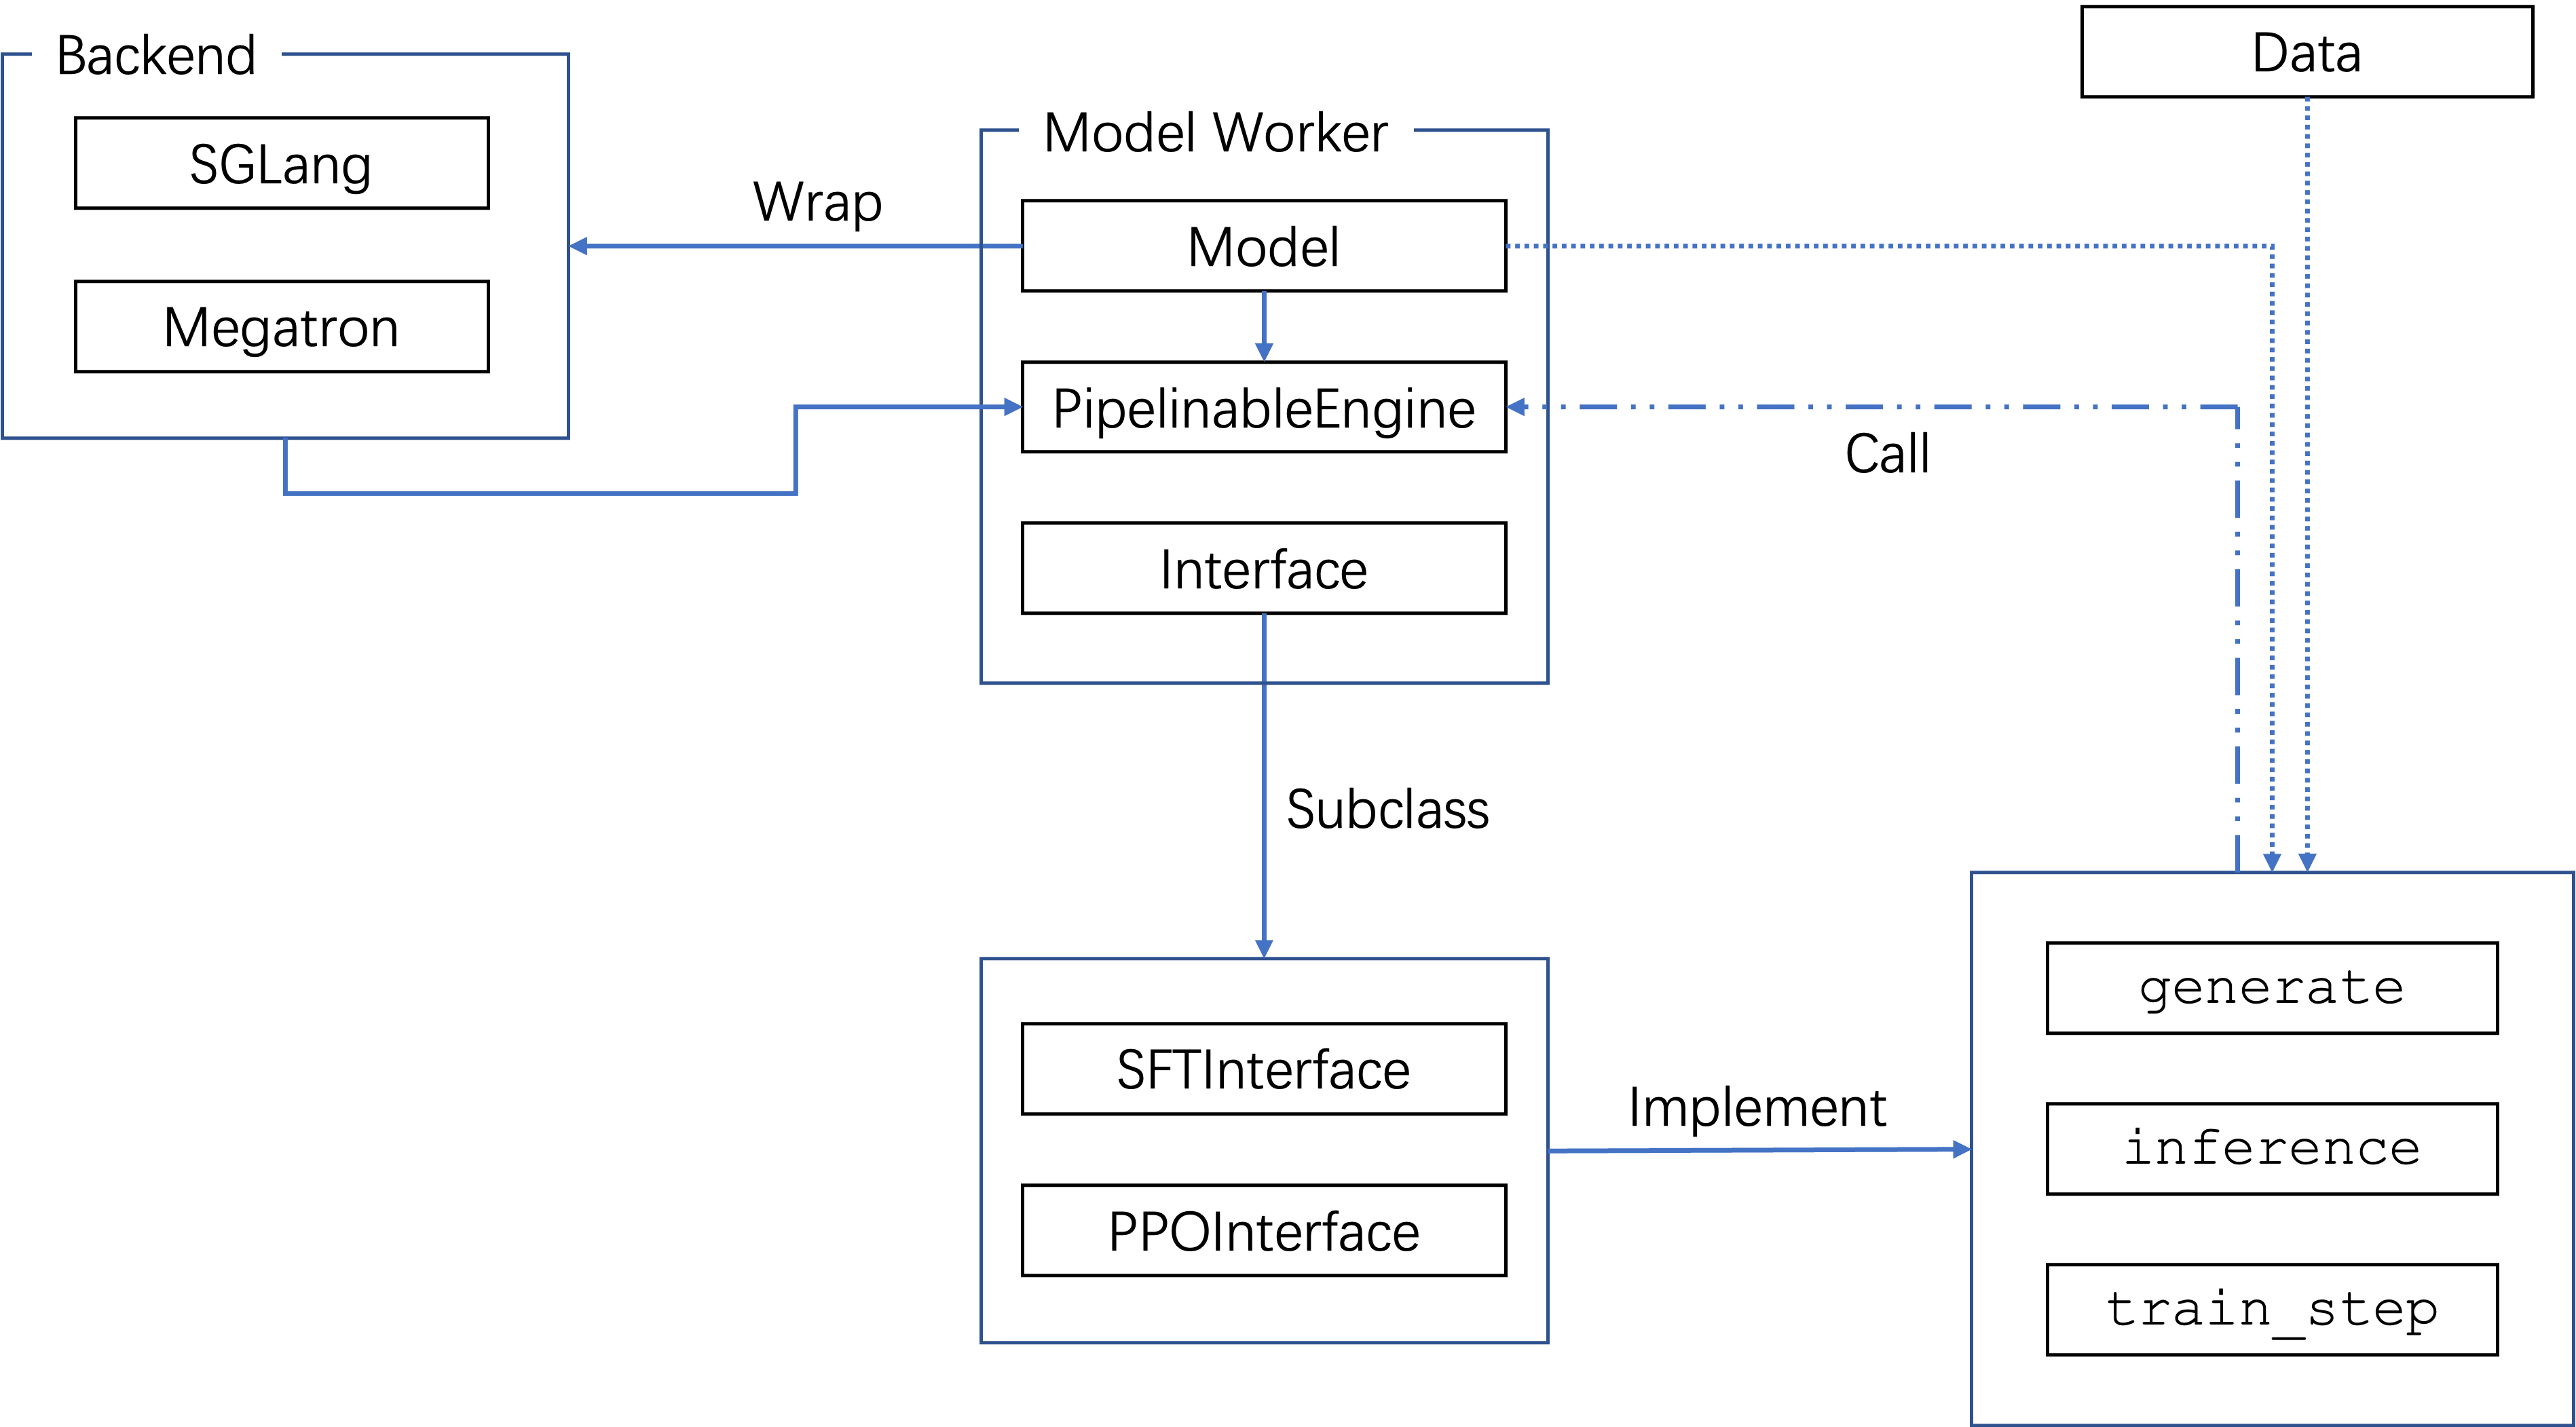 Backend
SGLang
Megatron
Wrap
Model Worker
Model
PipelinableEngine
Interface
Data
Call
Subclass
SFTInterface
PPOInterface
Implement
generate
inference
train_step